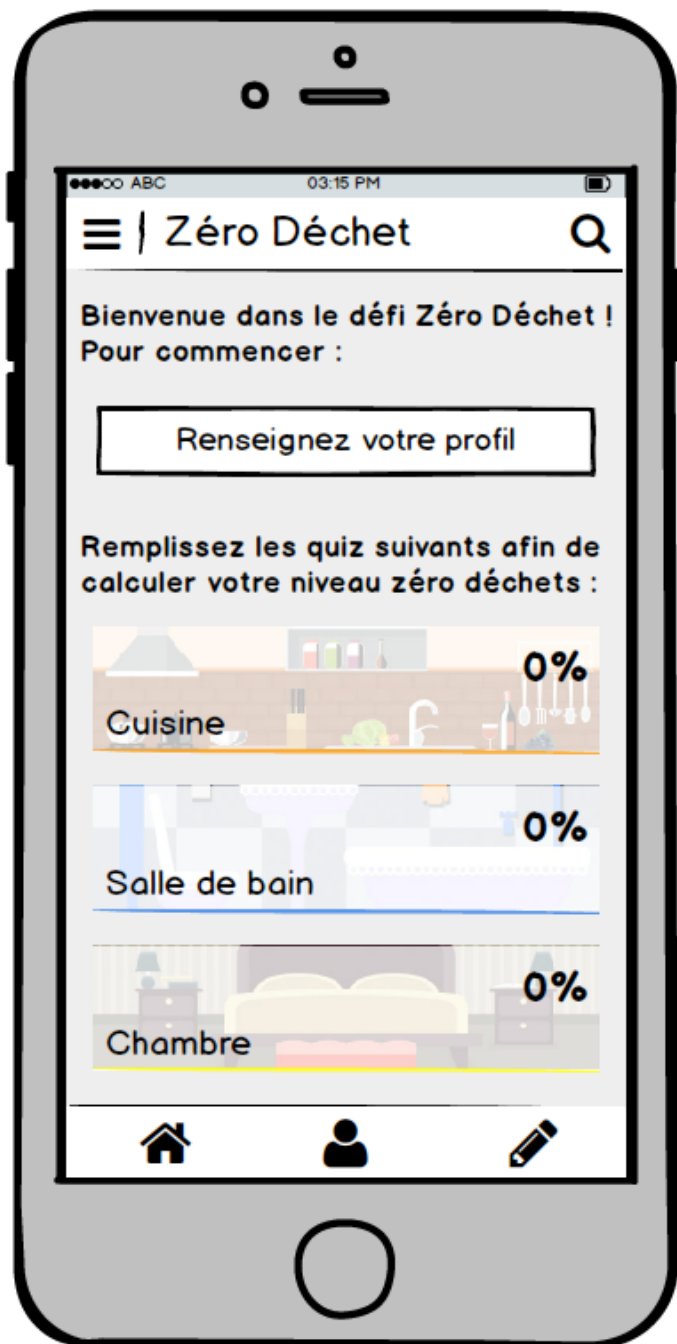 ABC 03:15 PM
Zéro Déchet
Bienvenue dans le défi Zéro Déchet !
Pour commencer :
Renseignez votre profil
Remplissez les quiz suivants afin de
calculer votre niveau zéro déchets :
0%
Cuisine
0%
Salle de bain
0%
Chambre